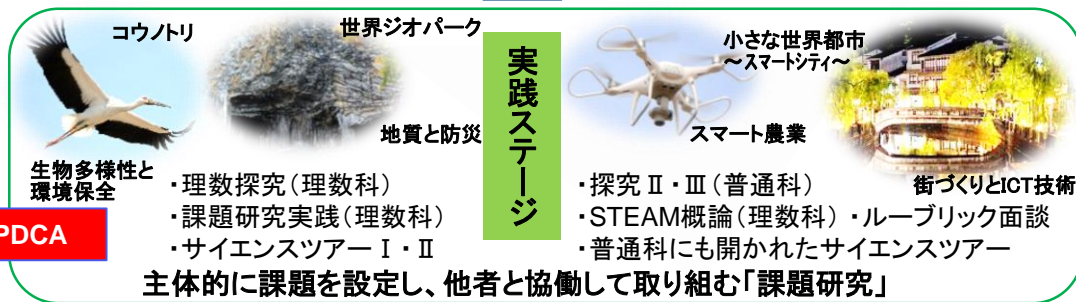 コウノトリ
世界ジオパーク
地質と防災
生物多様性と
環境保全
PDCA
・理数探究(理数科)
・課題研究実践(理数科)
・サイエンスツアーⅠ・Ⅱ
実践ステージ
小さな世界都市
～スマートシティ～
スマート農業
街づくりとICT技術
・探究Ⅱ・Ⅲ(普通科)
・STEAM概論(理数科) ・ルーブリック面談
・普通科にも開かれたサイエンスツアー
主体的に課題を設定し、他者と協働して取り組む「課題研究」